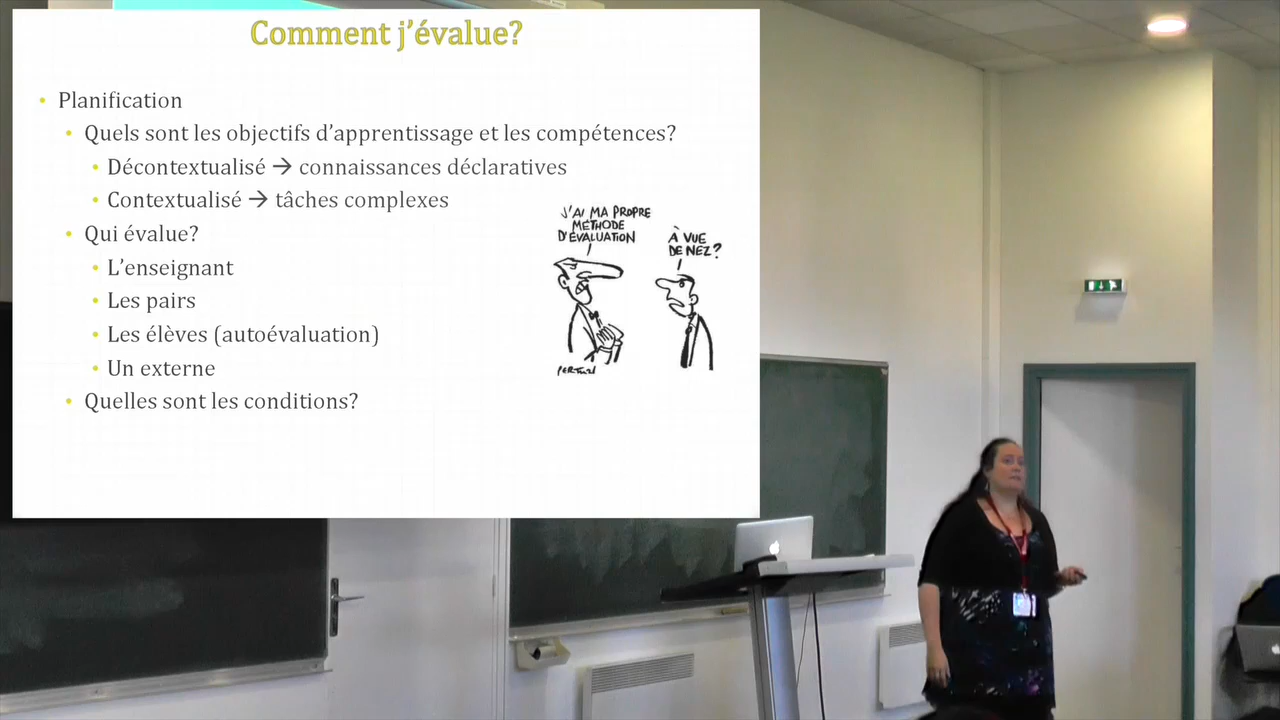 Comment j'évalue?
• Planification
• Quels sont les objectifs d'apprentissage et les compétences?
• Décontextualisé → connaissances déclaratives
• Contextualisé → tâches complexes
• Qui évalue?
• L'enseignant
• Les pairs
• Les élèves (autoévaluation)
• Un externe
• Quelles sont les conditions?
J'AI MA PROPRE
MÉTHODE
D'ÉVALUATION
À VUE
DE NEZ?